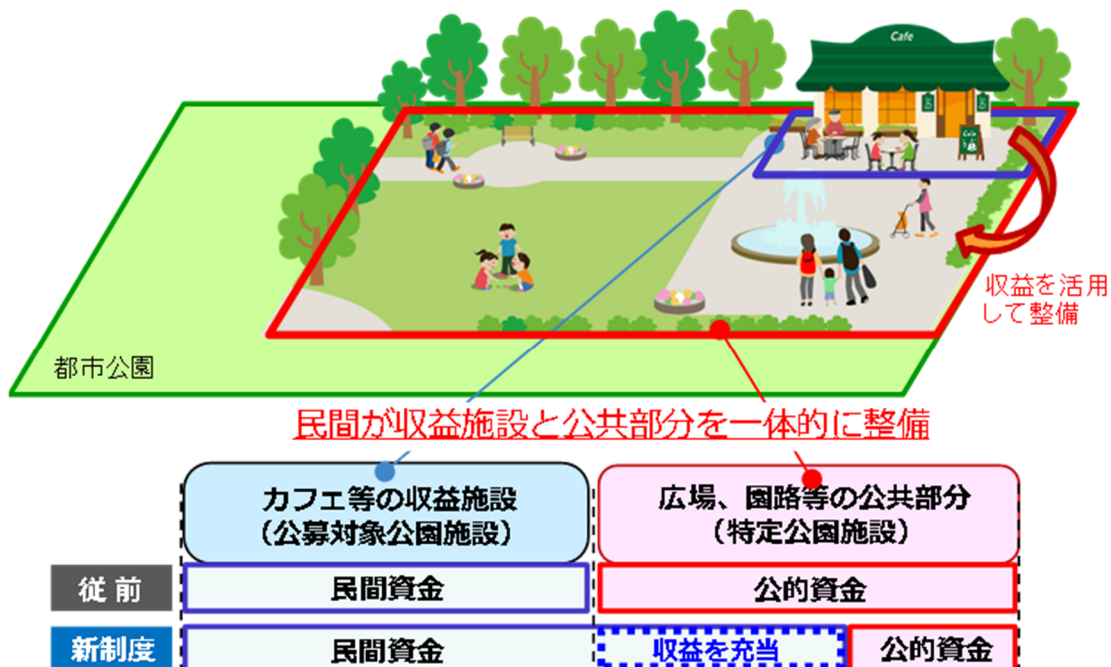 Cafe
Cafe
収益を活用
して整備
都市公園
民間が収益施設と公共部分を一体的に整備
カフェ等の収益施設
（公募対象公園施設）
広場、園路等の公共部分
（特定公園施設）
従前
民間資金
公的資金
新制度
民間資金
収益を充当
公的資金